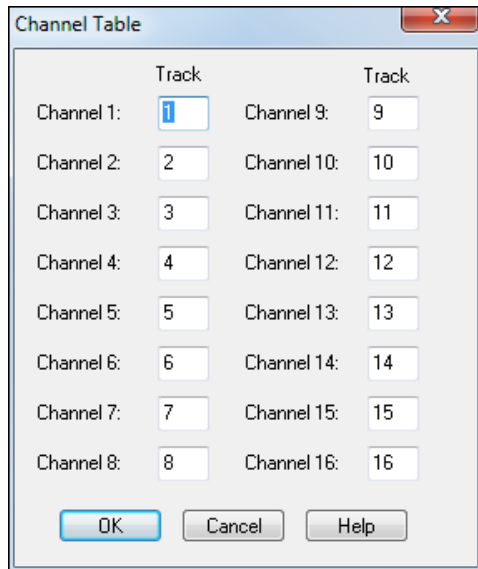 Channel Table
Track Track
Channel 1: 1 Channel 9: 9
Channel 2: 2 Channel 10: 10
Channel 3: 3 Channel 11: 11
Channel 4: 4 Channel 12: 12
Channel 5: 5 Channel 13: 13
Channel 6: 6 Channel 14: 14
Channel 7: 7 Channel 15: 15
Channel 8: 8 Channel 16: 16
OK Cancel Help